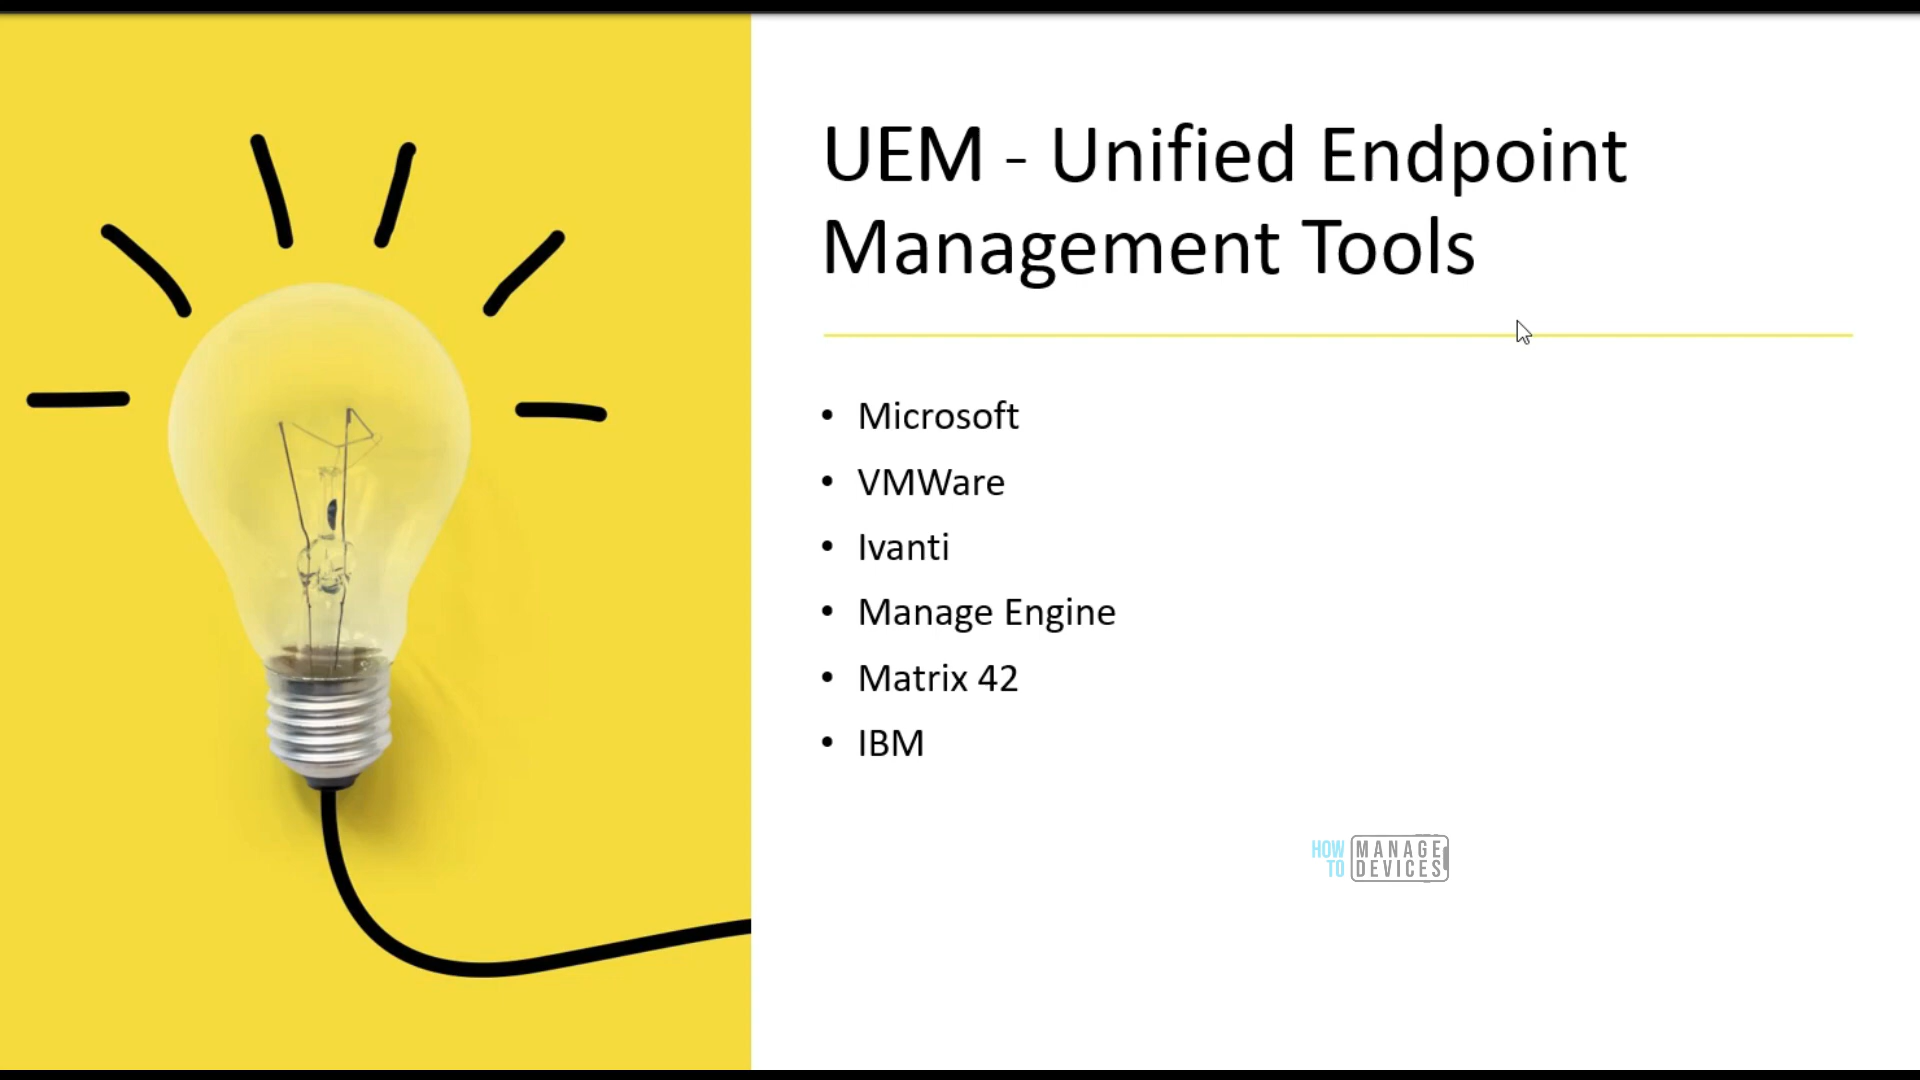 UEM - Unified Endpoint
Management Tools
• Microsoft
• VMWare
• Ivanti
• Manage Engine
• Matrix 42
• IBM
HOW MANAGE
TO DEVICES